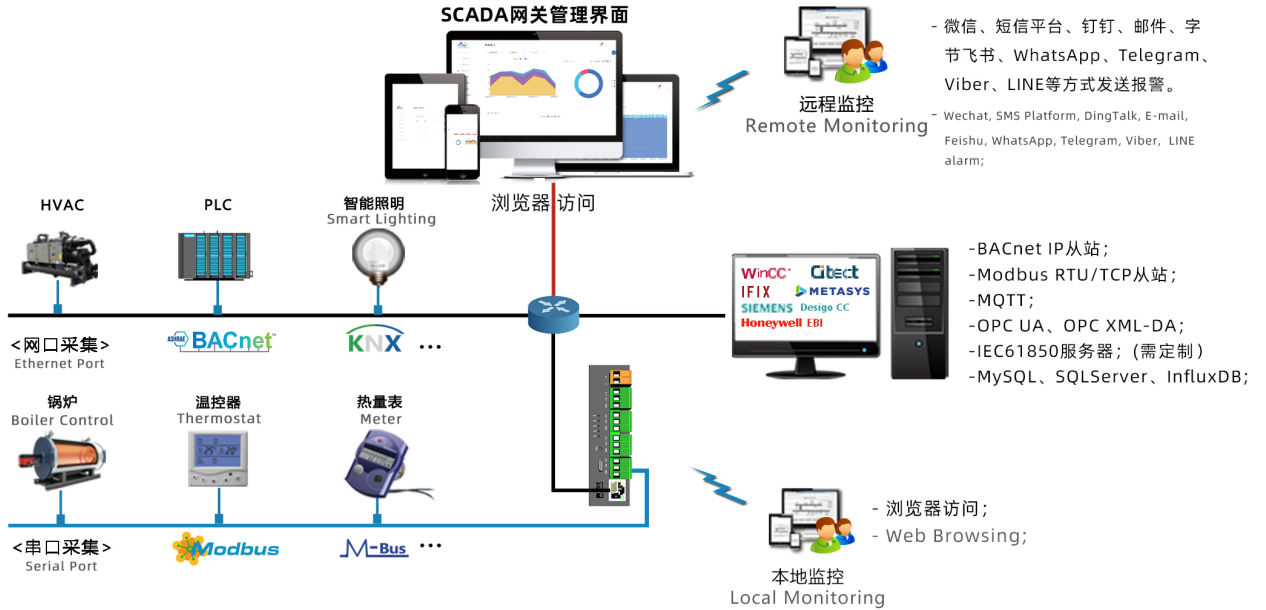 SCADA网关管理界面
- 微信、短信平台、钉钉、邮件、字
节飞书、WhatsApp、Telegram、
Viber、LINE等方式发送报警。
远程监控
Remote Monitoring
- Wechat, SMS Platform, DingTalk, E-mail,
Feishu, WhatsApp, Telegram, Viber, LINE
alarm;
浏览器 访问
HVAC
PLC
智能照明
Smart Lighting
WinCC
Citect
IFIX
METASYS
SIEMENS
Desigo CC
Honeywell EBI
-BACnet IP从站；
-Modbus RTU/TCP从站；
-MQTT；
-OPC UA、OPC XML-DA；
-IEC61850服务器；(需定制）
-MySQL、SQLServer、InfluxDB；
<网口采集>
Ethernet Port
ASHRAE BACnet™
KNX
...
锅炉
Boiler Control
温控器
Thermostat
热量表
Meter
25°
20°
<串口采集>
Serial Port
Modbus
M-Bus
...
- 浏览器访问；
- Web Browsing;
本地监控
Local Monitoring